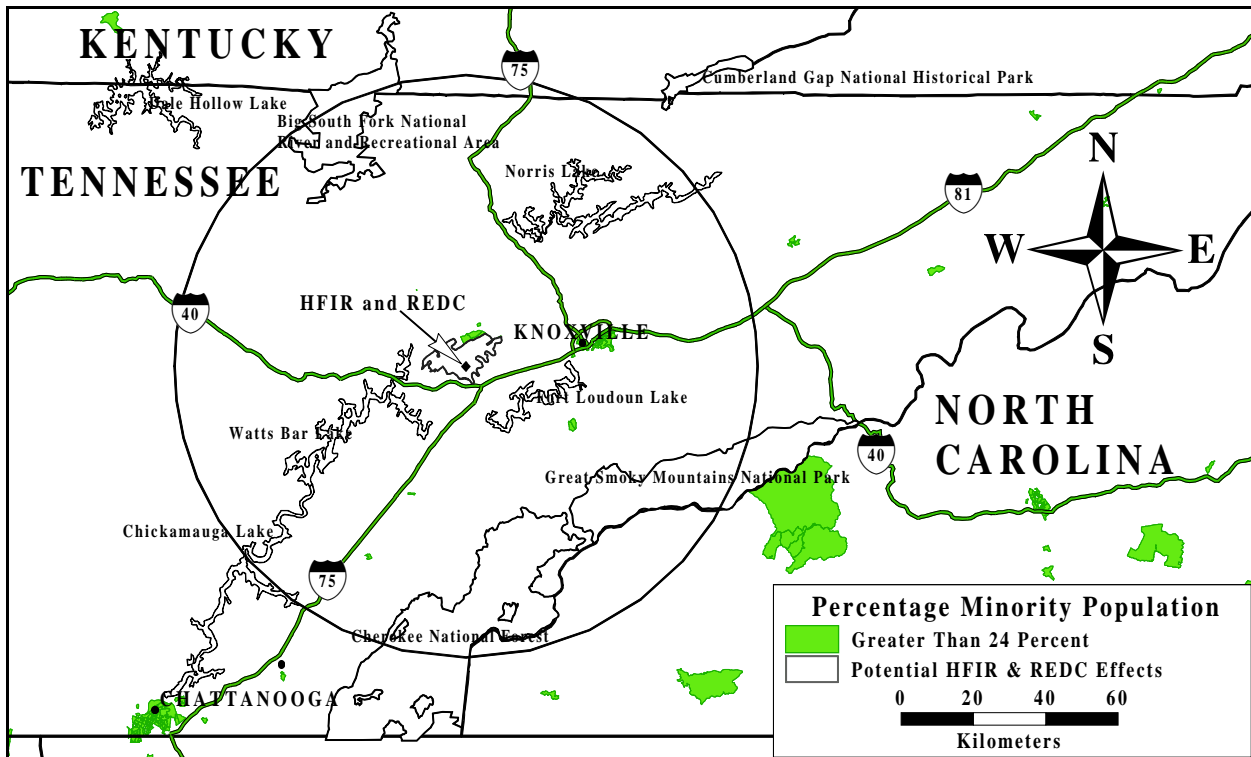 KENTUCKY
75
Cumberland Gap National Historical Park
Dale Hollow Lake
Big South Fork National
River and Recreational Area
TENNESSEE
Norris Lake
81
N
W
E
S
HFIR and REDC
40
KNOXVILLE
Fort Loudoun Lake
NORTH
CAROLINA
Watts Bar Lake
40
Great Smoky Mountains National Park
Chickamauga Lake
75
Cherokee National Forest
CHATTANOOGA
Percentage Minority Population
Greater Than 24 Percent
Potential HFIR & REDC Effects
0 20 40 60
Kilometers